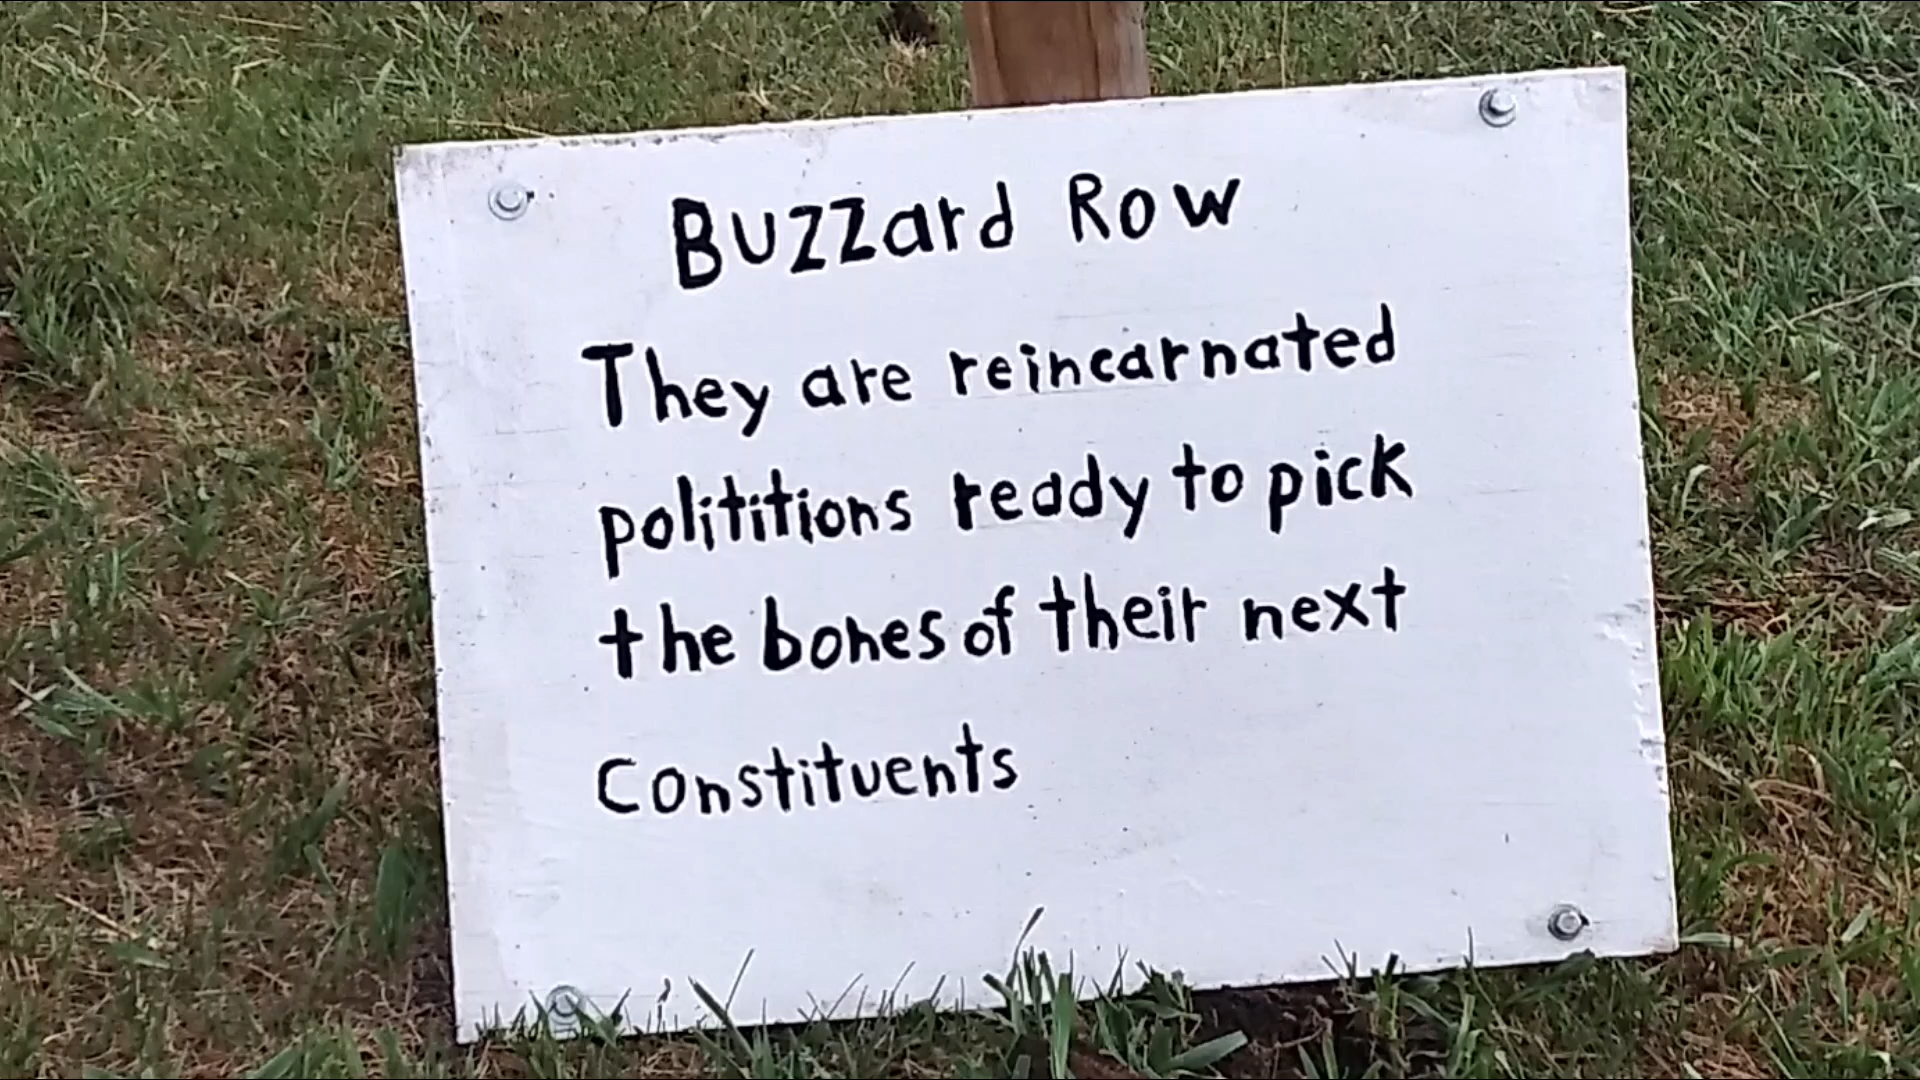 Buzzard Row
They are reincarnated
polititions ready to pick
the bones of their next
Constituents